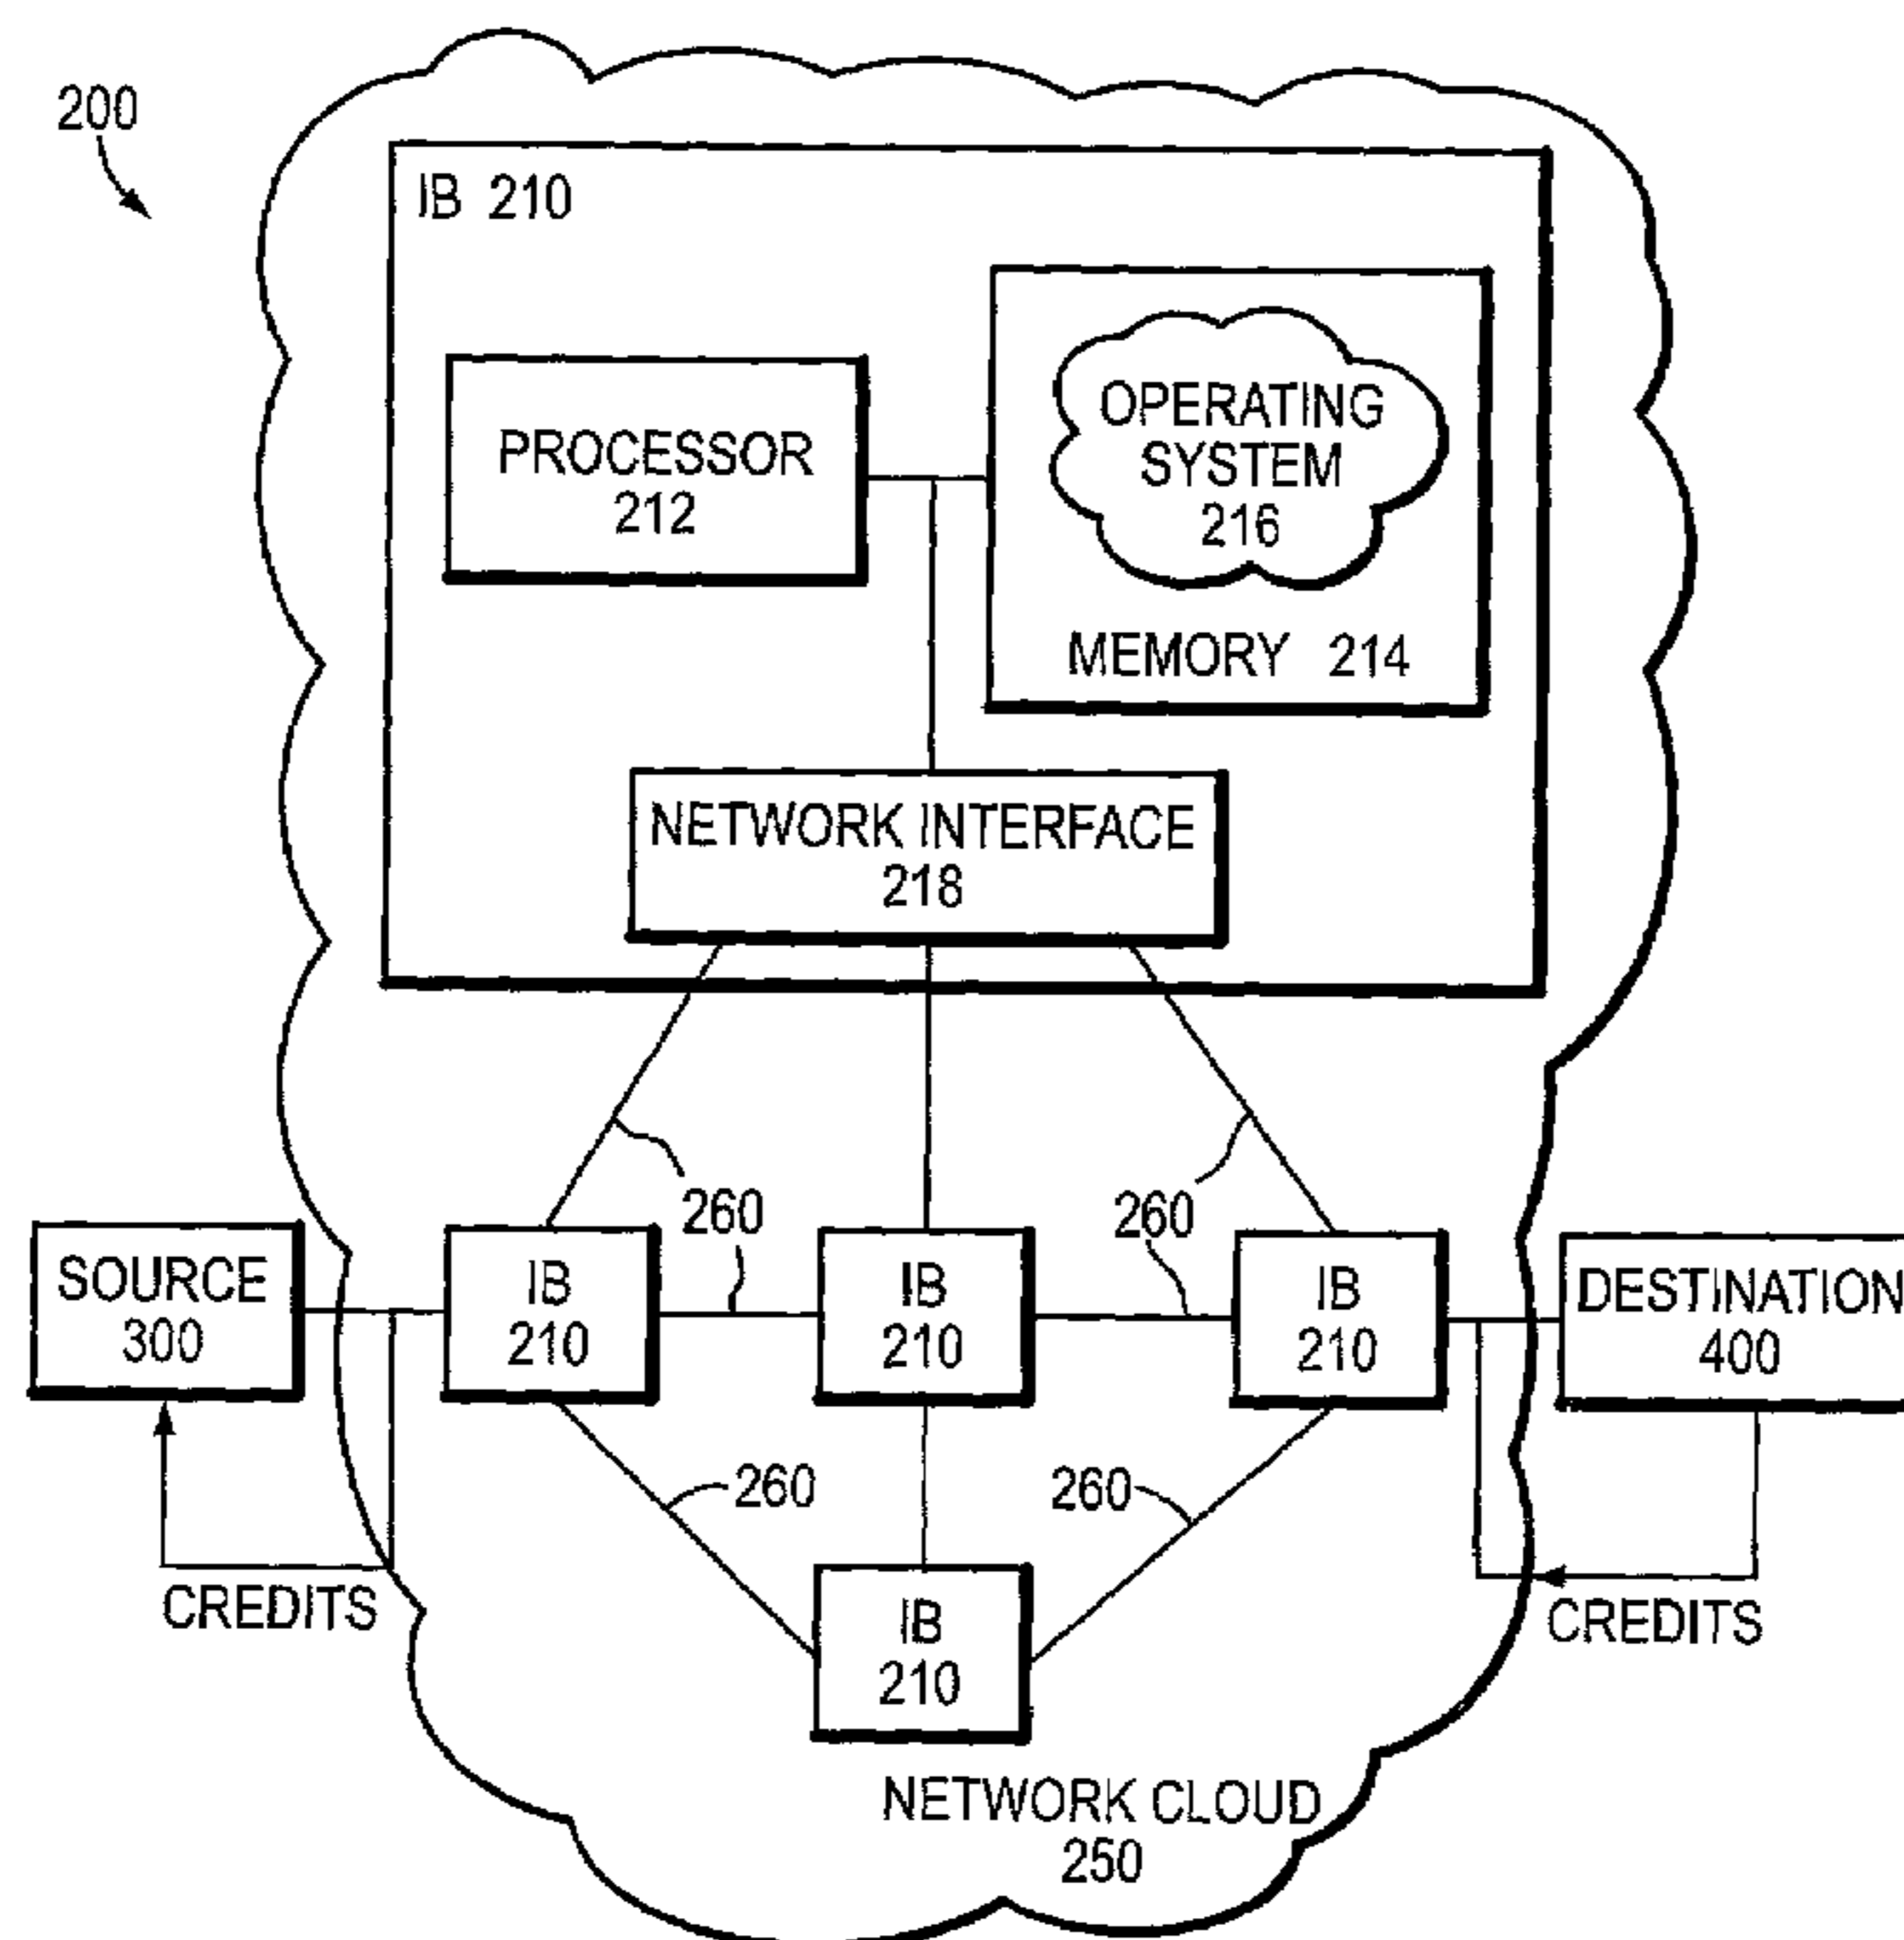 200
IB 210
PROCESSOR
212
OPERATING
SYSTEM
216
MEMORY 214
NETWORK INTERFACE
218
260
260
SOURCE
300
IB
210
IB
210
IB
210
DESTINATION
400
260
260
CREDITS
CREDITS
IB
210
NETWORK CLOUD
250